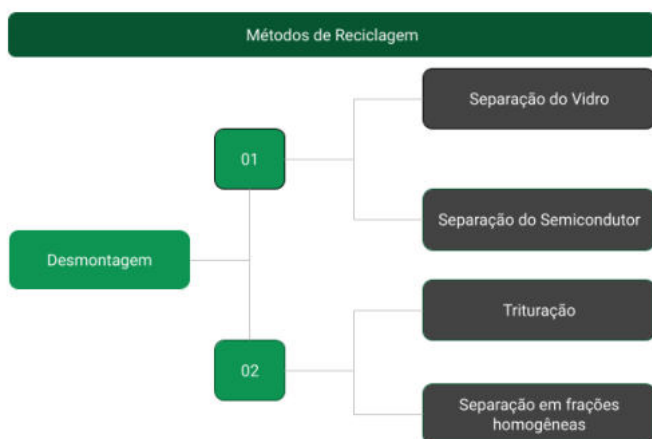 Métodos de Reciclagem
Separação do Vidro
01
Separação do Semicondutor
Desmontagem
Trituração
02
Separação em frações
homogêneas